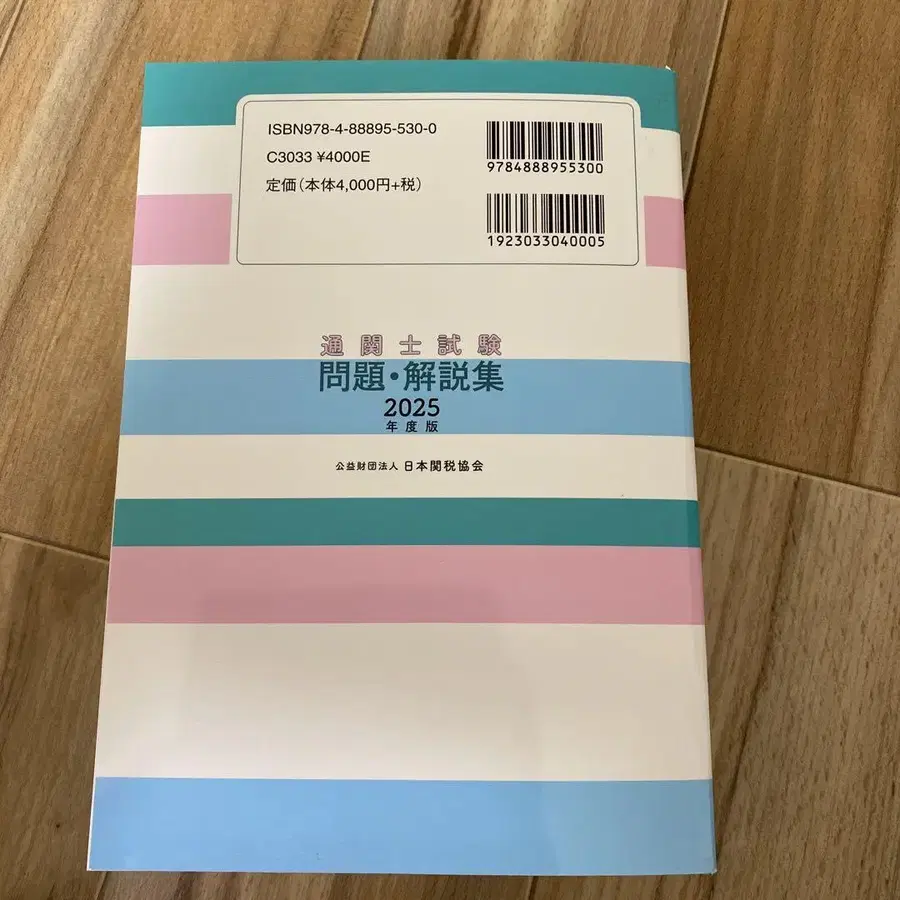 ISBN978-4-88895-530-0
C3033 ¥4000E
定価(本体4,000円+税)
9784888955300
1923033040005
通関士試験
問題・解説集
2025
年度版
公益財団法人 日本関税協会